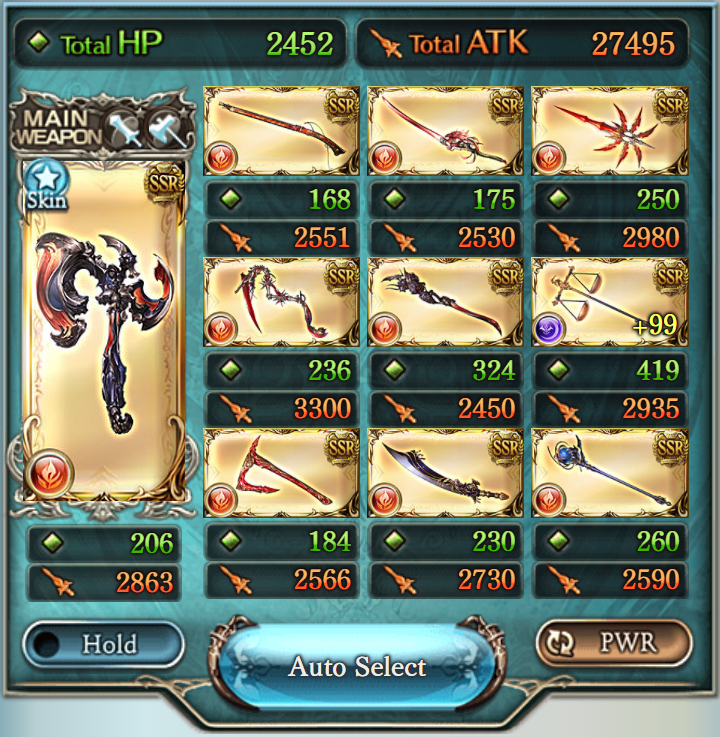 Total HP 2452
Total ATK 27495
MAIN
WEAPON
Skin
SSR
206
2863
SSR
168
2551
SSR
175
2530
SSR
250
2980
SSR
236
3300
SSR
324
2450
SSR
+99
419
2935
SSR
184
2566
SSR
230
2730
SSR
260
2590
Hold
Auto Select
PWR